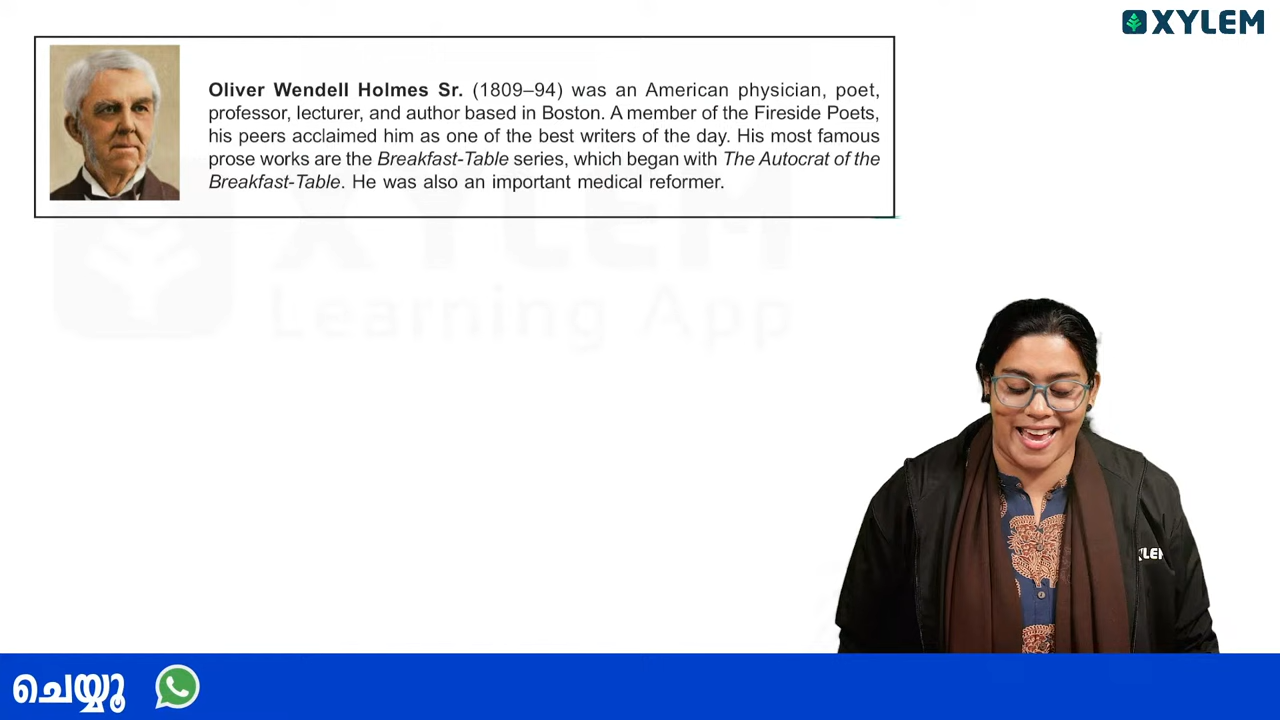 XYLEM
Oliver Wendell Holmes Sr. (1809–94) was an American physician, poet,
professor, lecturer, and author based in Boston. A member of the Fireside Poets,
his peers acclaimed him as one of the best writers of the day. His most famous
prose works are the Breakfast-Table series, which began with The Autocrat of the
Breakfast-Table. He was also an important medical reformer.
XYLEM
Learning App
ചെയ്യൂ